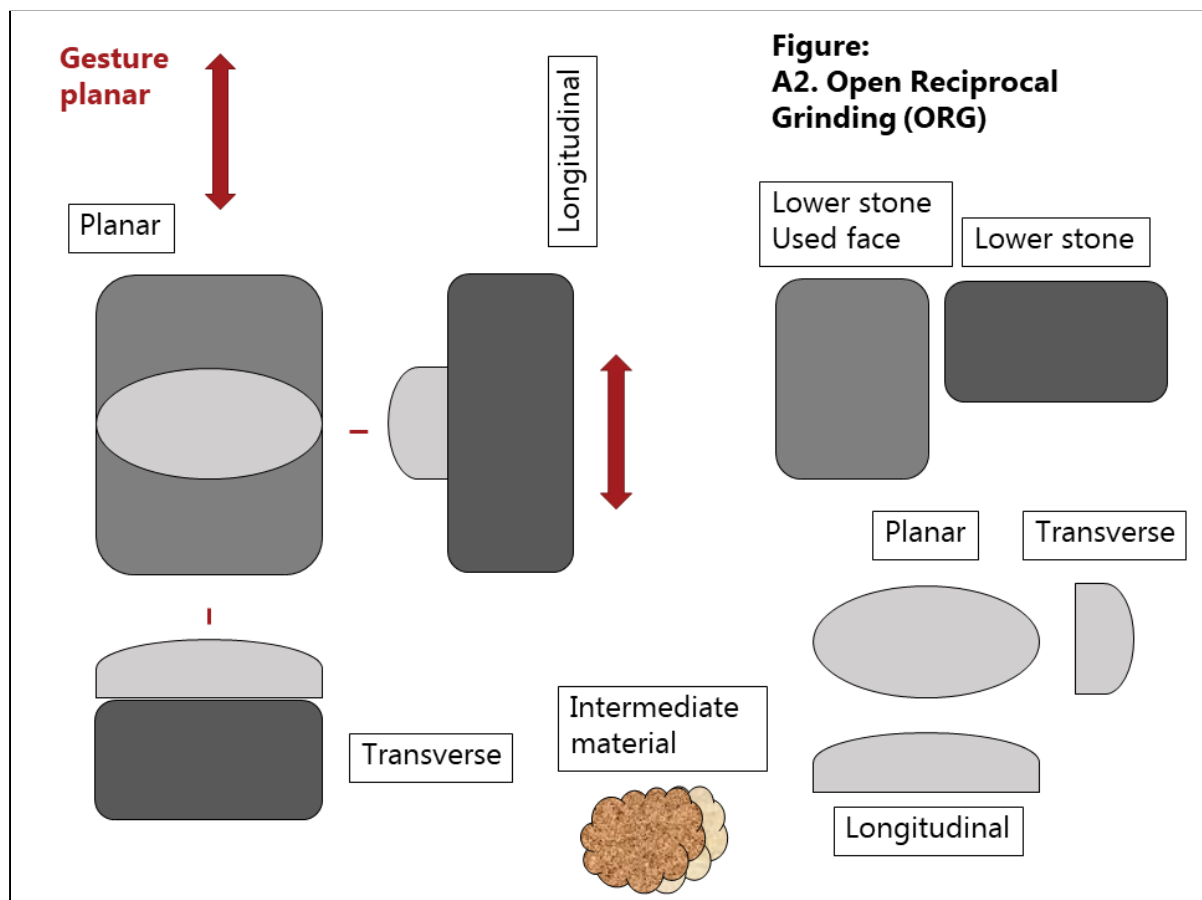 Gesture
planar
Longitudinal
Figure:
A2. Open Reciprocal
Grinding (ORG)
Planar
Lower stone
Used face
Lower stone
Planar
Transverse
Intermediate
material
Transverse
Longitudinal